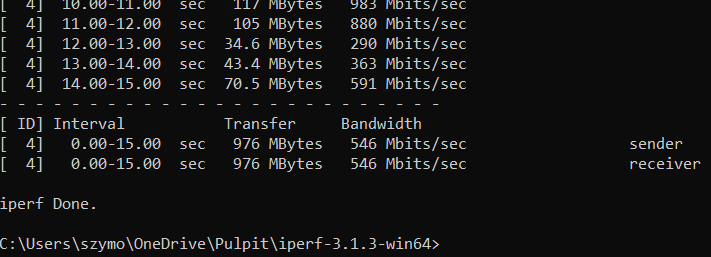 [  4]  10.00-11.00  sec   117 MBytes   983 Mbits/sec
[  4]  11.00-12.00  sec   105 MBytes   880 Mbits/sec
[  4]  12.00-13.00  sec  34.6 MBytes   290 Mbits/sec
[  4]  13.00-14.00  sec  43.4 MBytes   363 Mbits/sec
[  4]  14.00-15.00  sec  70.5 MBytes   591 Mbits/sec
- - - - - - - - - - - - - - - - - - - - - - - - -
[ ID] Interval           Transfer     Bandwidth
[  4]   0.00-15.00  sec   976 MBytes   546 Mbits/sec                  sender
[  4]   0.00-15.00  sec   976 MBytes   546 Mbits/sec                  receiver
iperf Done.
C:\Users\szymo\OneDrive\Pulpit\iperf-3.1.3-win64>